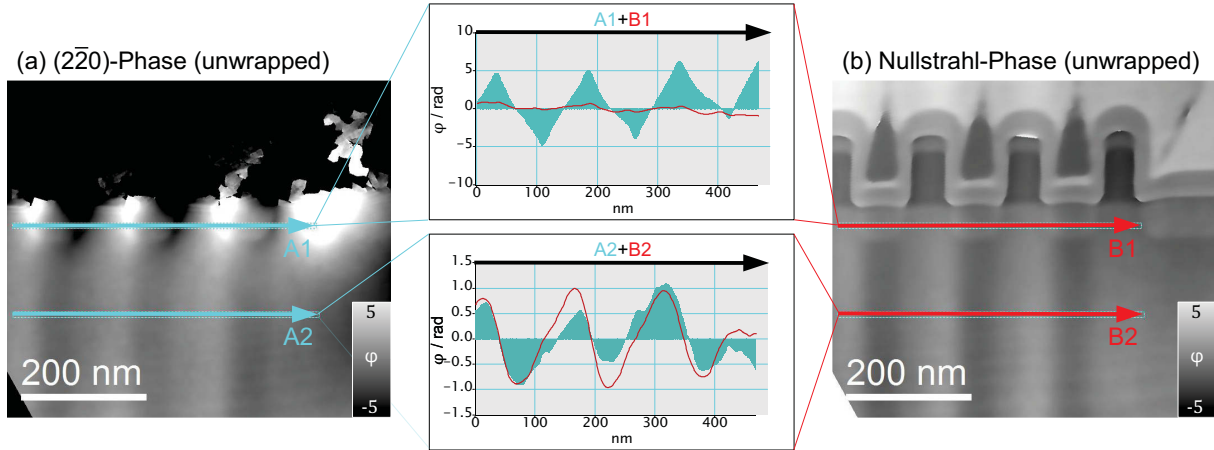 (a) (22̅0)-Phase (unwrapped)
A1
A2
200 nm
5
φ
-5
A1+B1
10
5
0
−5
−10
φ / rad
0
100
200
300
400
nm
A2+B2
1.5
1.0
0.5
0.0
−0.5
−1.0
−1.5
φ / rad
0
100
200
300
400
nm
(b) Nullstrahl-Phase (unwrapped)
B1
B2
200 nm
5
φ
-5